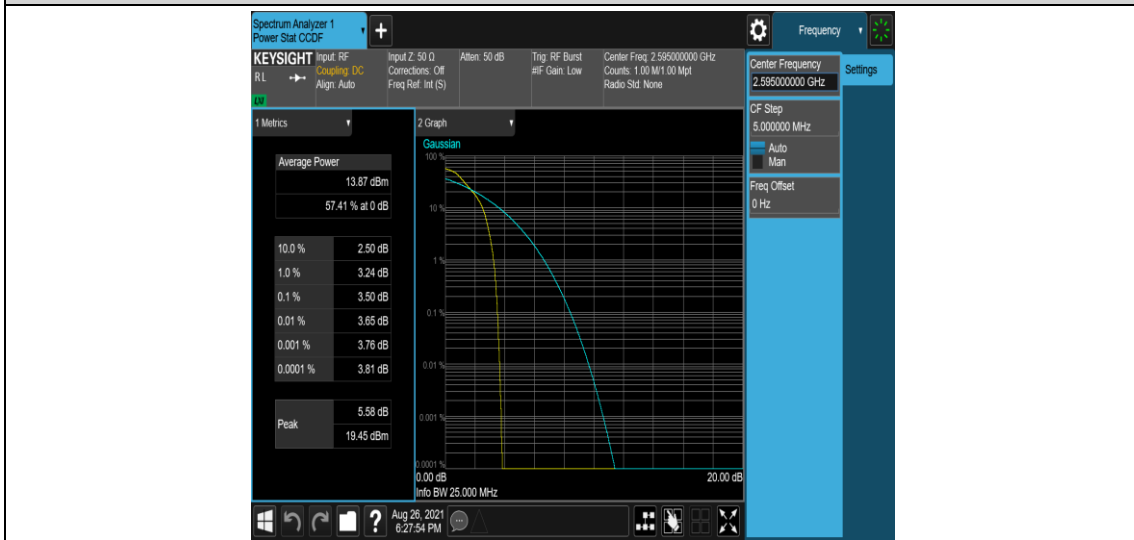 Spectrum Analyzer 1
Power Stat CCDF
+
Frequency
KEYSIGHT
RL
LXI
Input: RF
Coupling: DC
Align: Auto
Input Z: 50 Ω
Corrections: Off
Freq Ref: Int (S)
Atten: 50 dB
Trig: RF Burst
#IF Gain: Low
Center Freq: 2.595000000 GHz
Counts: 1.00 M/1.00 Mpt
Radio Std: None
Center Frequency
2.595000000 GHz
Settings
CF Step
5.000000 MHz
Auto
Man
Freq Offset
0 Hz
1 Metrics
Average Power
13.87 dBm
57.41 % at 0 dB
10.0 % 2.50 dB
1.0 % 3.24 dB
0.1 % 3.50 dB
0.01 % 3.65 dB
0.001 % 3.76 dB
0.0001 % 3.81 dB
Peak
5.58 dB
19.45 dBm
2 Graph
Gaussian
100 %
10 %
1 %
0.1 %
0.01 %
0.001 %
0.0001 %
0.00 dB 20.00 dB
Info BW 25.000 MHz
?
Aug 26, 2021
6:27:54 PM